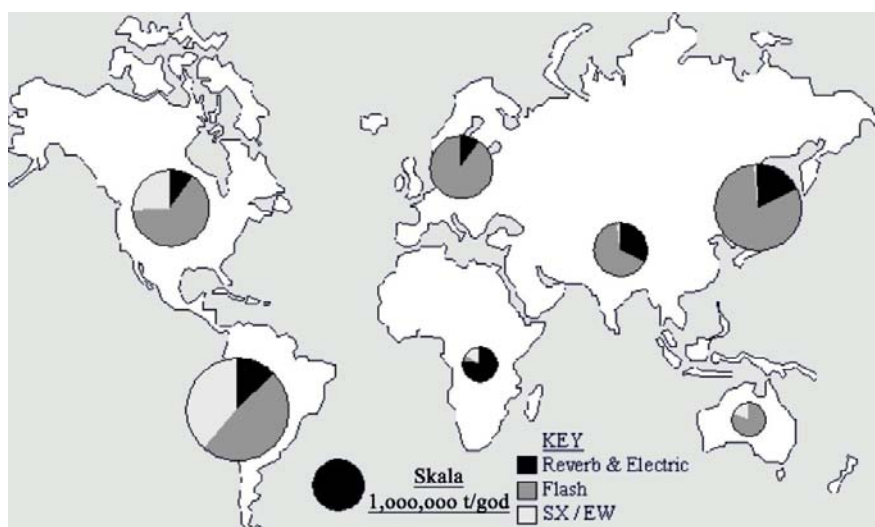 Skala
1,000,000 t/god
KEY
Reverb & Electric
Flash
SX / EW